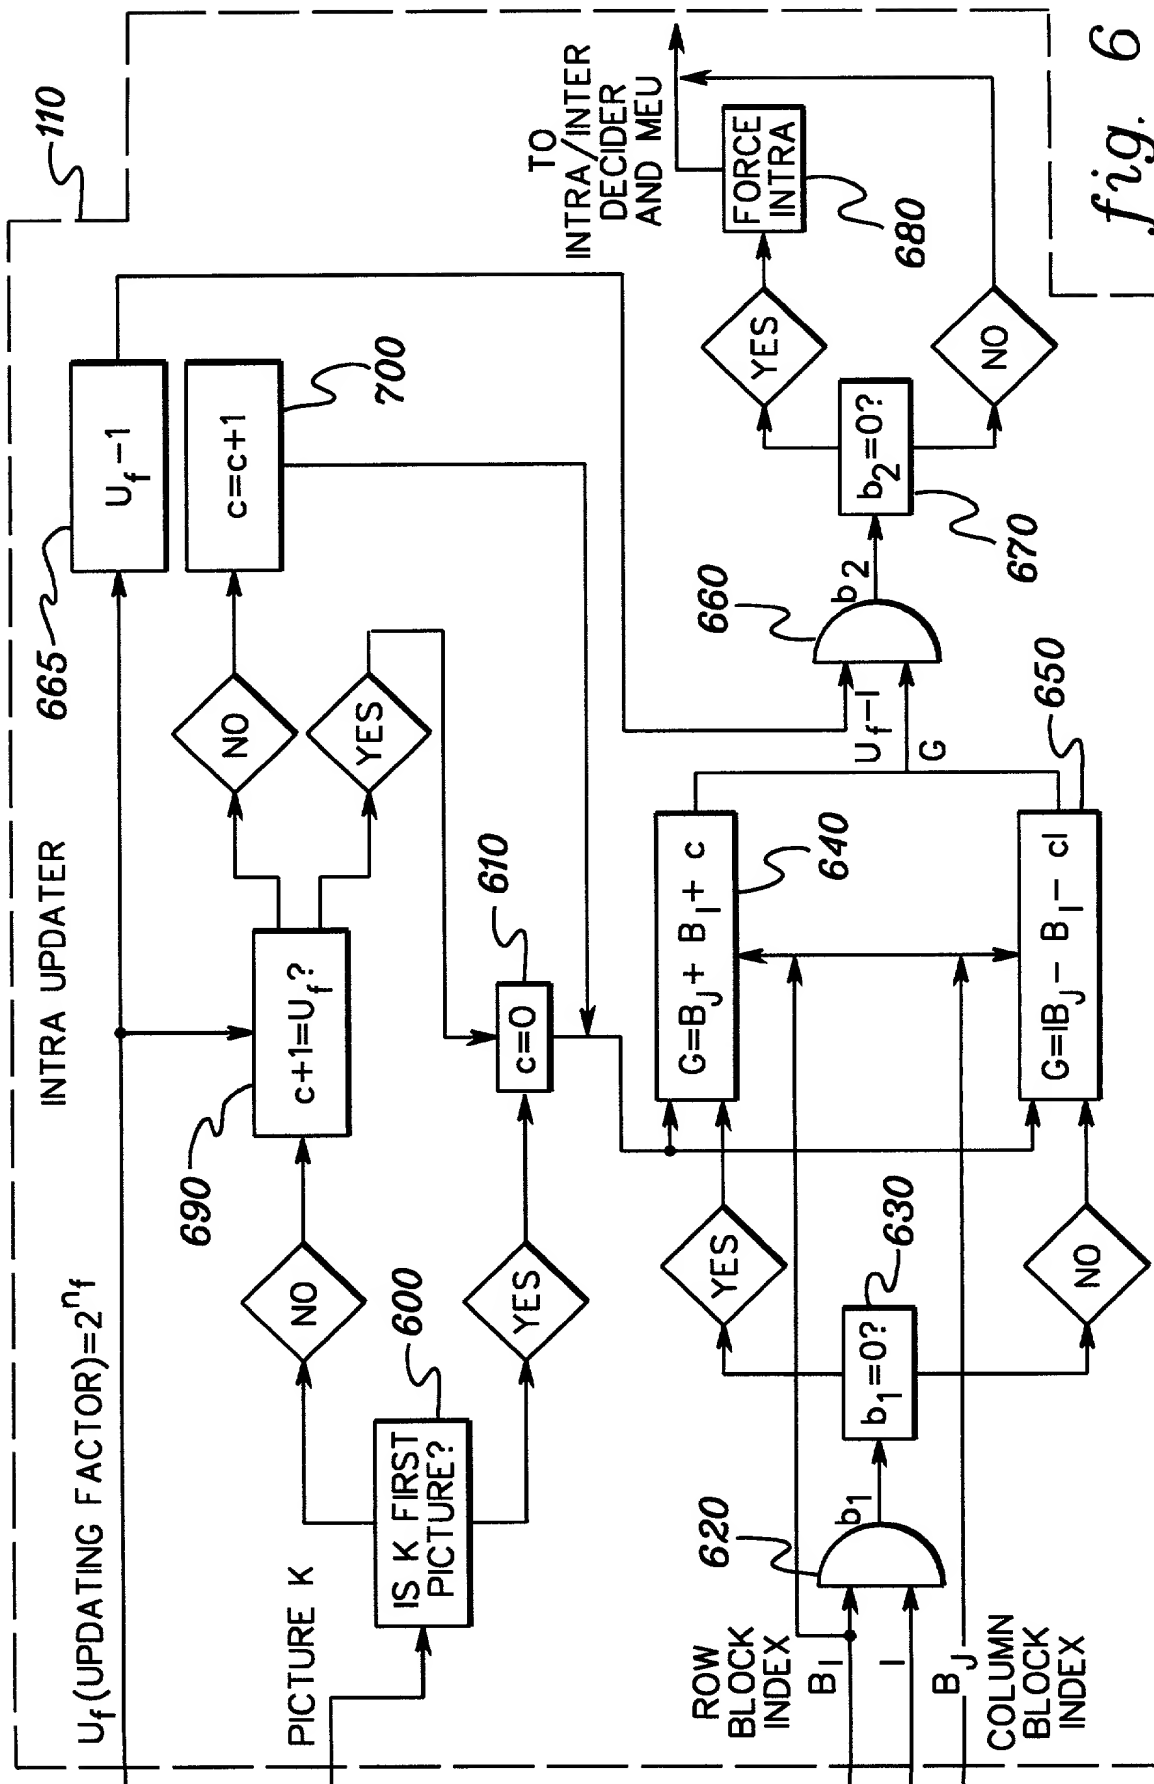 INTRA UPDATER
110
U_f(UPDATING FACTOR)=2^n_f
665
U_f-1
PICTURE K
600
IS K FIRST
PICTURE?
NO
YES
690
c+1=U_f?
NO
YES
700
c=c+1
610
c=0
ROW
BLOCK
INDEX
B_I
I
B_J
COLUMN
BLOCK
INDEX
620
b_1
630
b_1=0?
YES
NO
640
G=B_J+ B_I+ c
650
G=|B_J- B_I- c|
U_f-1
G
660
b_2
670
b_2=0?
YES
NO
680
FORCE
INTRA
TO
INTRA/INTER
DECIDER
AND MEU
fig. 6